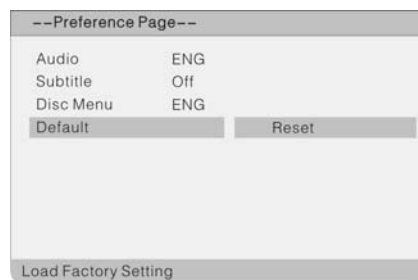 --Preference Page--
Audio ENG
Subtitle Off
Disc Menu ENG
Default Reset
Load Factory Setting